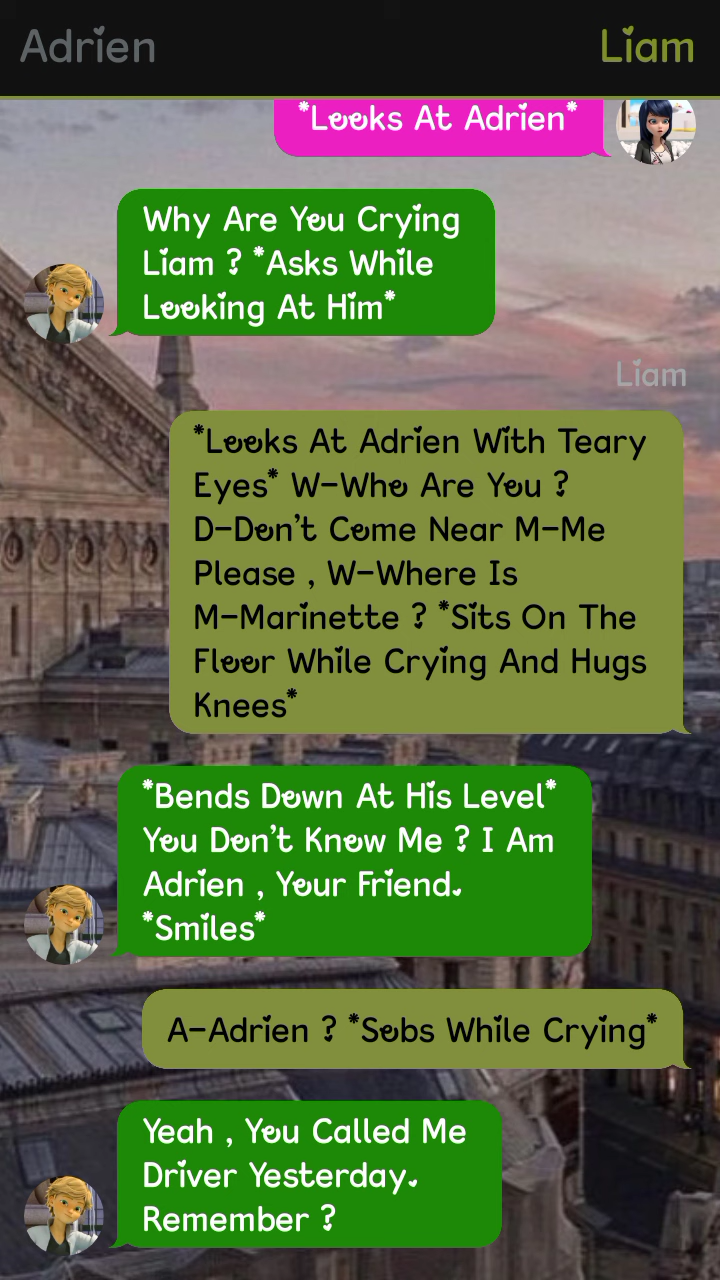 Adrien
Liam
*Looks At Adrien*
Why Are You Crying
Liam ? *Asks While
Looking At Him*
Liam
*Looks At Adrien With Teary
Eyes* W-Who Are You ?
D-Don't Come Near M-Me
Please , W-Where Is
M-Marinette ? *Sits On The
Floor While Crying And Hugs
Knees*
*Bends Down At His Level*
You Don't Know Me ? I Am
Adrien , Your Friend.
*Smiles*
A-Adrien ? *Sobs While Crying*
Yeah , You Called Me
Driver Yesterday.
Remember ?